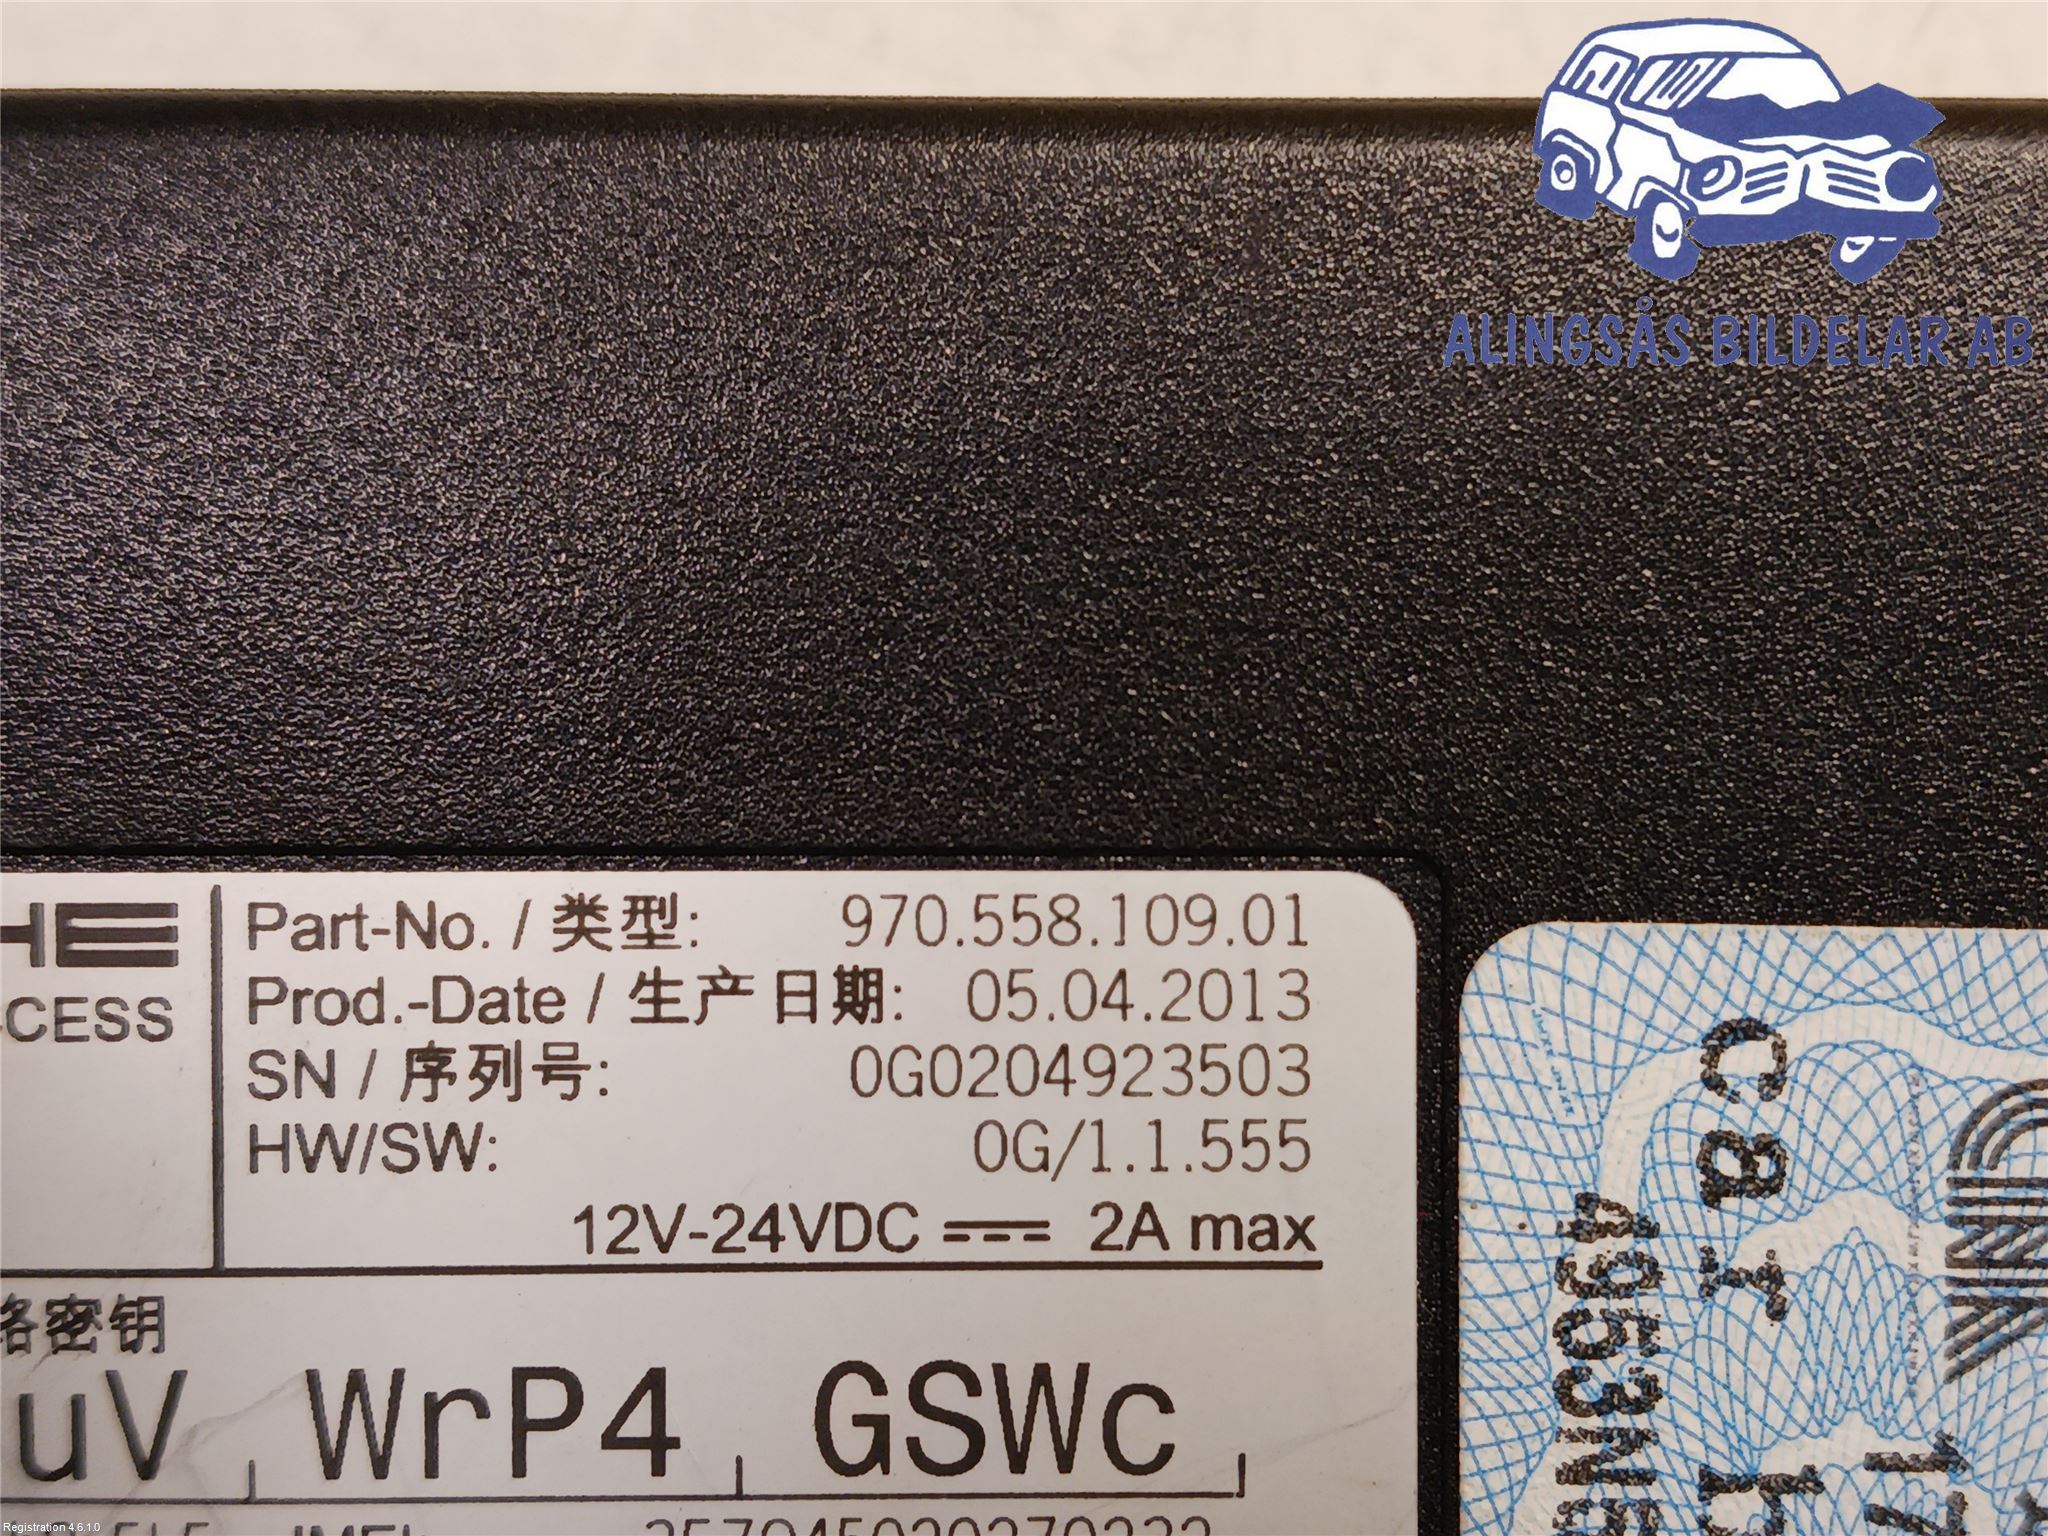 ALINGSÅS BILDELAR AB
Part-No. / 类型: 970.558.109.01
Prod.-Date / 生产日期: 05.04.2013
CESS
SN / 序列号: 0G0204923503
HW/SW: 0G/1.1.555
12V-24VDC 2A max
密钥
uV WrP4 GSWc
Registration 4.6.1.0